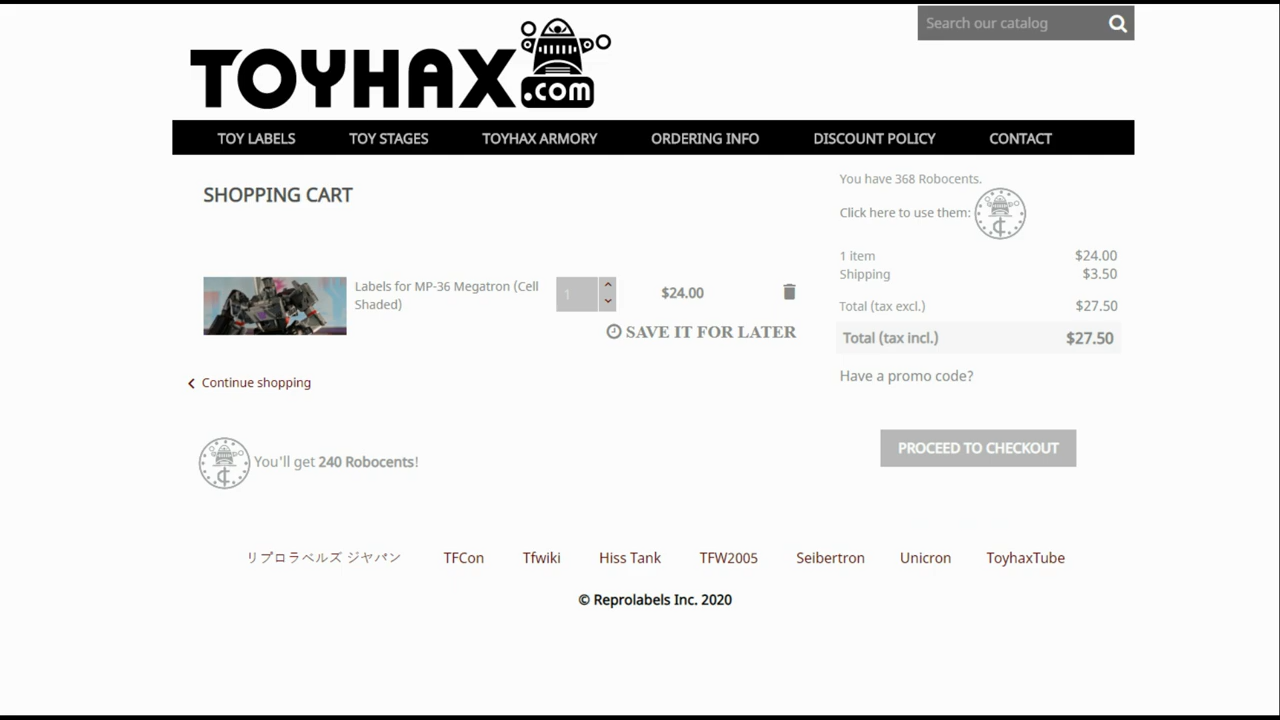 Search our catalog
TOYHAX
.com
TOY LABELS TOY STAGES TOYHAX ARMORY ORDERING INFO DISCOUNT POLICY CONTACT
SHOPPING CART
You have 368 Robocents.
Click here to use them:
Labels for MP-36 Megatron (Cell
Shaded)
1
$24.00
SAVE IT FOR LATER
1 item $24.00
Shipping $3.50
Total (tax excl.) $27.50
Total (tax incl.) $27.50
Have a promo code?
Continue shopping
PROCEED TO CHECKOUT
You'll get 240 Robocents!
リプロラベルズ ジャパン TFCon Tfwiki Hiss Tank TFW2005 Seibertron Unicron ToyhaxTube
© Reprolabels Inc. 2020